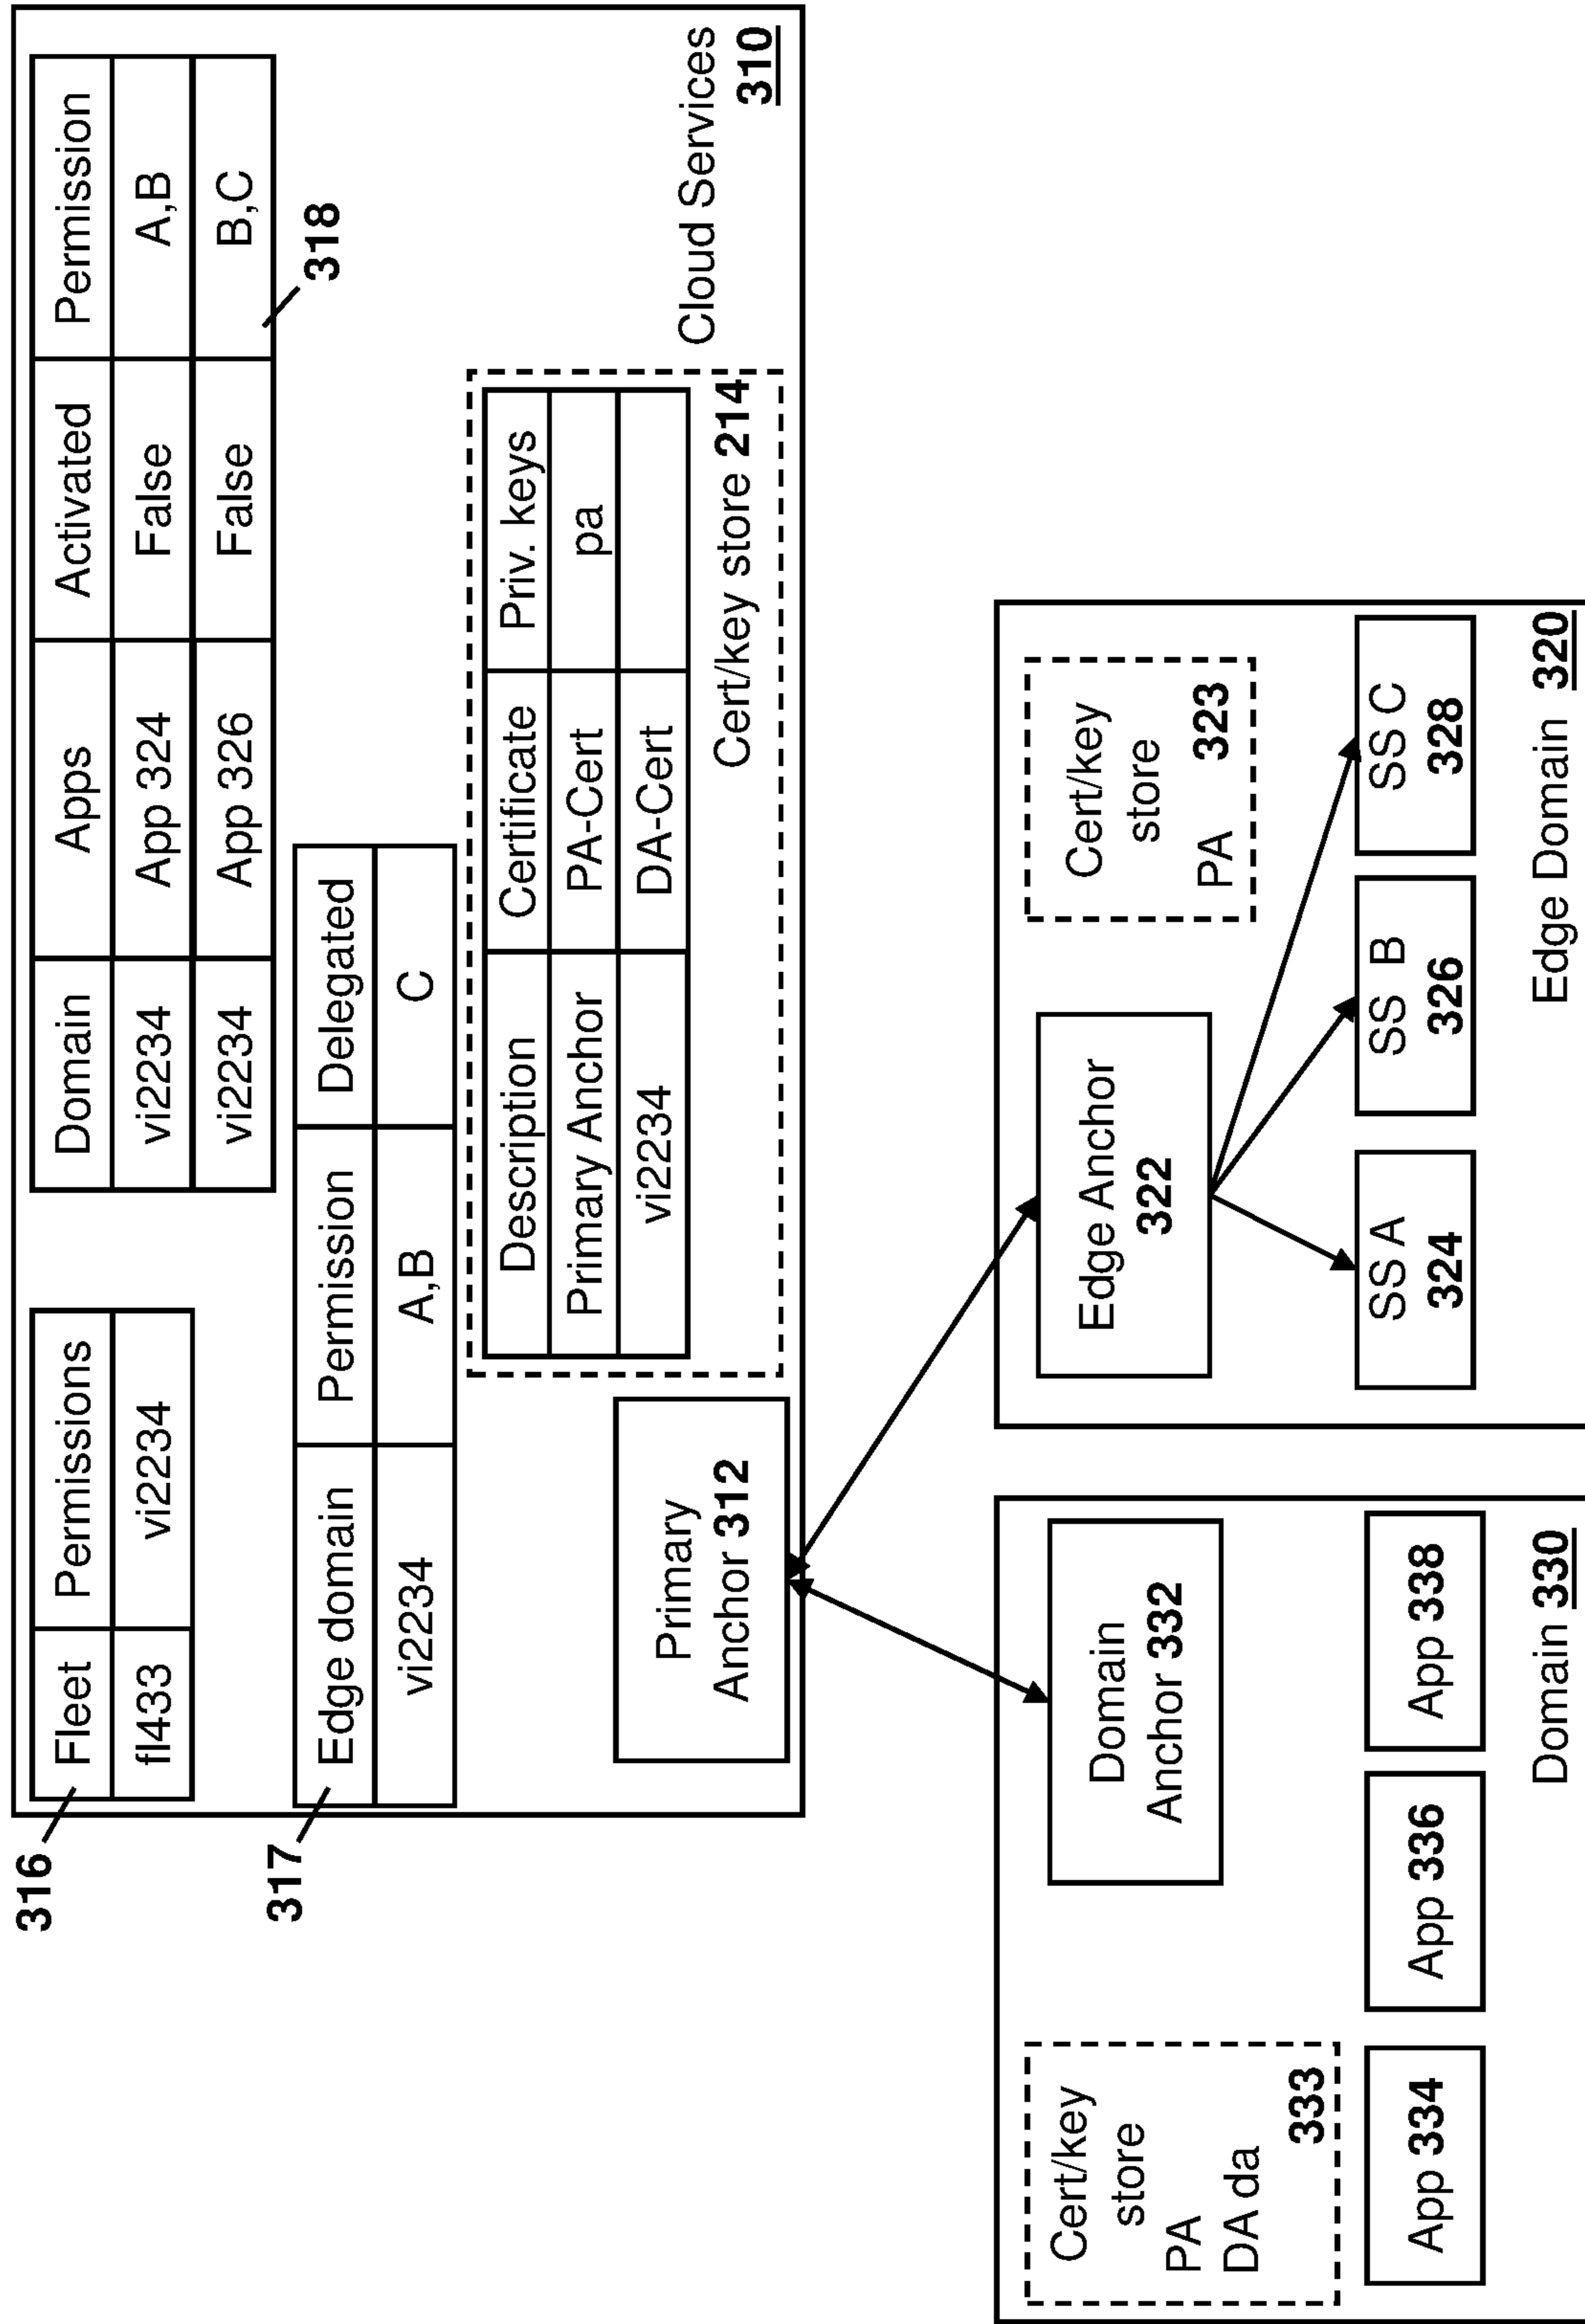 316
Fleet Permissions
fl433 vi2234
Domain Apps Activated Permission
vi2234 App 324 False A,B
vi2234 App 326 False B,C
318
317
Edge domain Permission Delegated
vi2234 A,B C
Description Certificate Priv. keys
Primary Anchor PA-Cert pa
vi2234 DA-Cert
Cert/key store 214
Primary
Anchor 312
Cloud Services
310
Cert/key
store
PA
DA da
333
Domain
Anchor 332
App 334
App 336
App 338
Domain 330
Edge Anchor
322
Cert/key
store
PA 323
SS A
324
SS B
326
SS C
328
Edge Domain 320